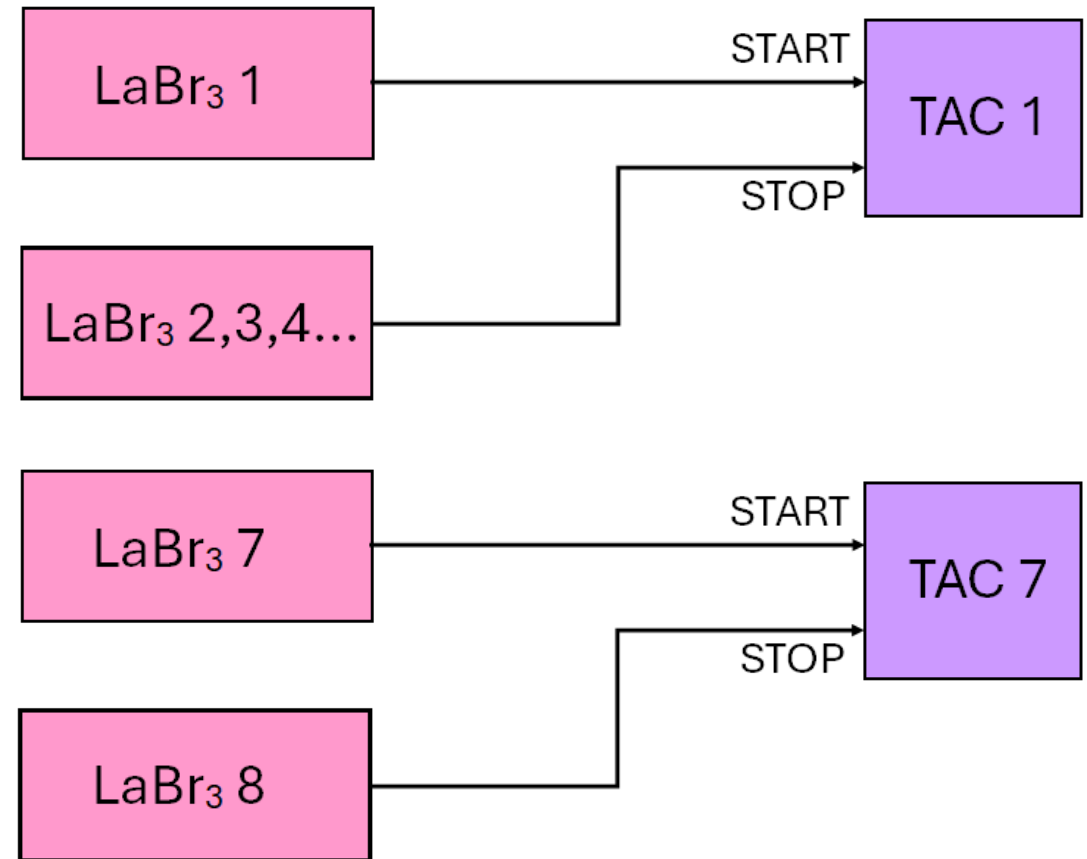 START
LaBr₃ 1
TAC 1
STOP
LaBr₃ 2,3,4...
START
LaBr₃ 7
TAC 7
STOP
LaBr₃ 8